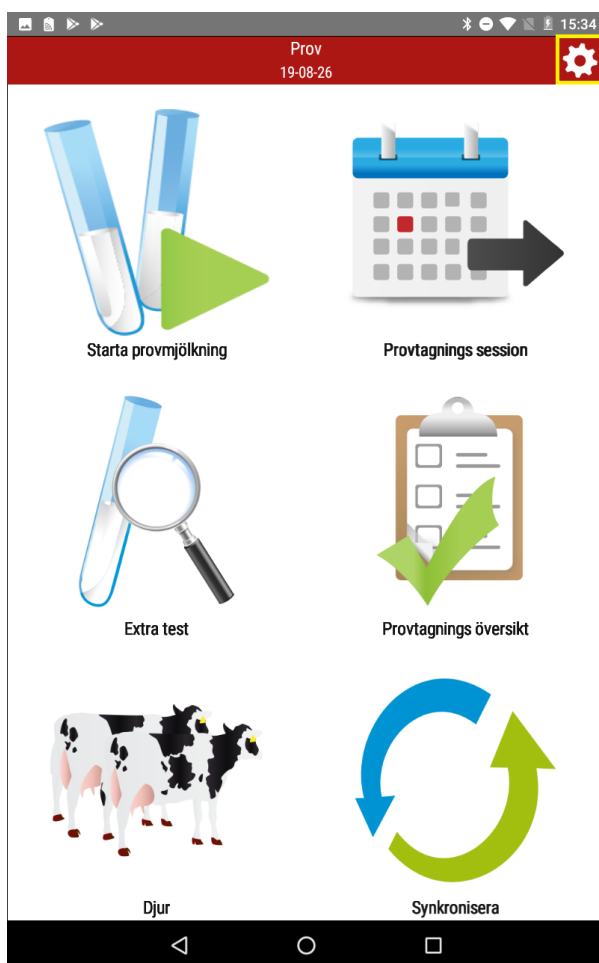 15:34
Prov
19-08-26
Starta provmjölkning
Provtagnings session
Extra test
Provtagnings översikt
Djur
Synkronisera